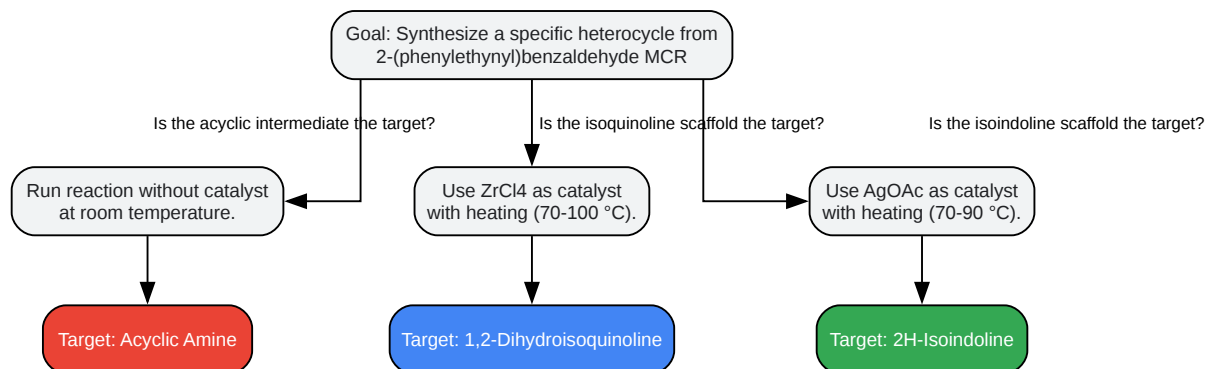 Goal: Synthesize a specific heterocycle from
2-(phenylethynyl)benzaldehyde MCR
Is the acyclic intermediate the target?
Is the isoquinoline scaffold the target?
Is the isoindoline scaffold the target?
Run reaction without catalyst
at room temperature.
Use ZrCl4 as catalyst
with heating (70-100 °C).
Use AgOAc as catalyst
with heating (70-90 °C).
Target: Acyclic Amine
Target: 1,2-Dihydroisoquinoline
Target: 2H-Isoindoline